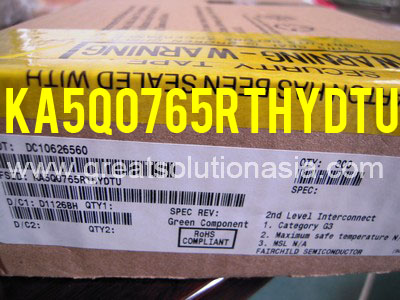 WARNING!
WARNING!
SECURITY
TAPE
BEEN SEALED WITH
KA5Q0765RTHYDTU
DC10626560
www.greatsolutionasia.com
KA5Q0765RTHYDTU
SPEC:
D/C1: D1126BH QTY1:
D/C2: QTY2:
SPEC REV:
Green Component
RoHS
COMPLIANT
2nd Level Interconnect
1. Category G3
2. Maximum safe temperature
3. MSL N/A
FAIRCHILD SEMICONDUCTOR